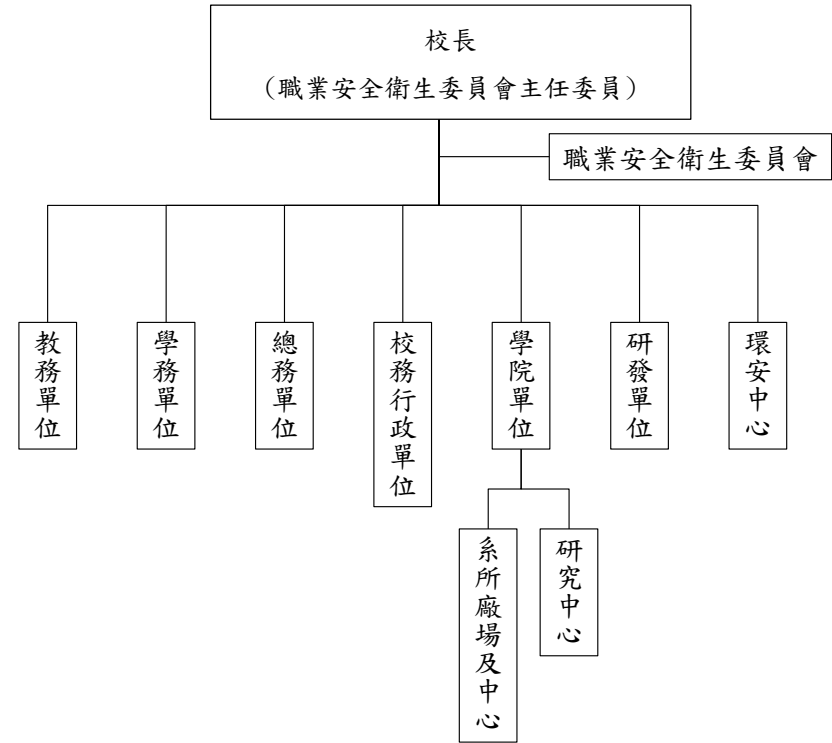 校長
（職業安全衛生委員會主任委員）
職業安全衛生委員會
教務單位
學務單位
總務單位
校務行政單位
學院單位
研發單位
環安中心
系所廠場及中心
研究中心